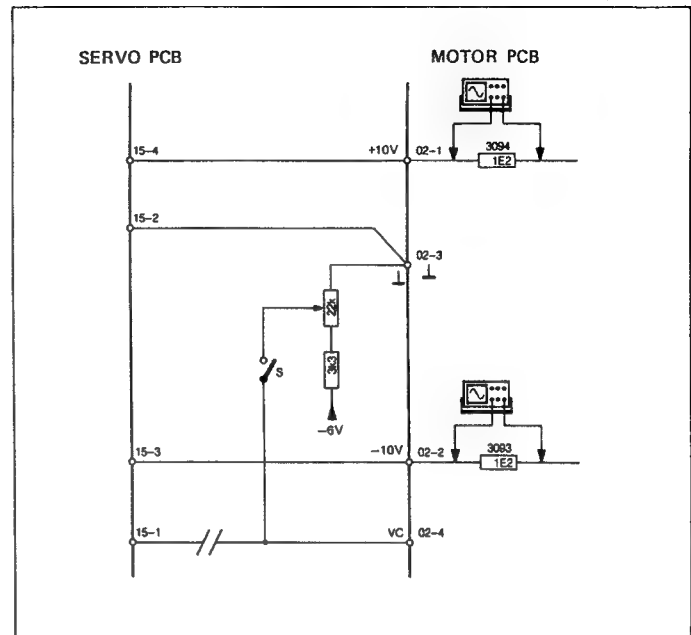 SERVO PCB
MOTOR PCB
15-4
+10V
02-1
3094
1E2
15-2
02-3
22k
3k3
S
-6V
15-3
-10V
02-2
3093
1E2
15-1
VC
02-4